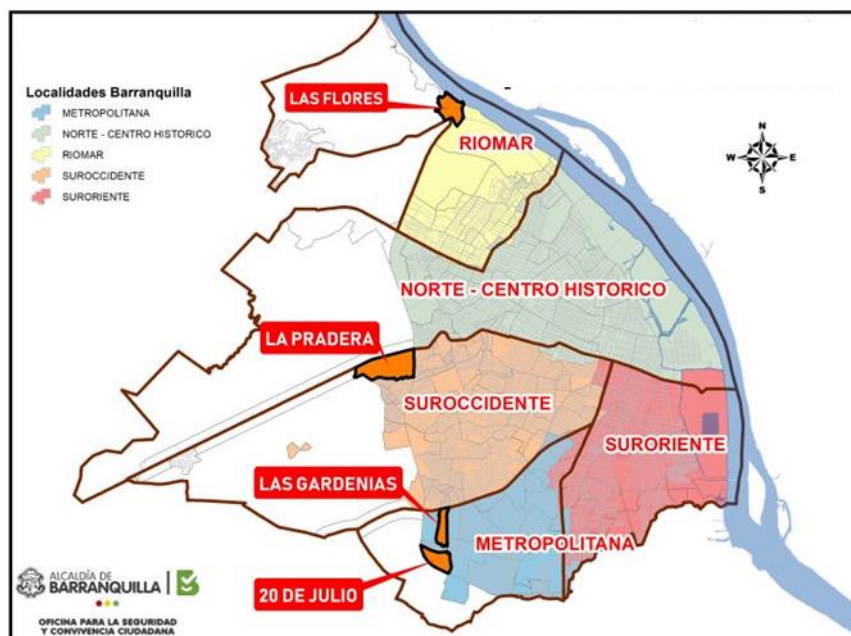 LAS FLORES
Localidades Barranquilla
METROPOLITANA
NORTE - CENTRO HISTORICO
RIOMAR
SUROCCIDENTE
SURORIENTE
RIOMAR
N
W
E
S
NORTE - CENTRO HISTORICO
LA PRADERA
SUROCCIDENTE
SURORIENTE
LAS GARDENIAS
METROPOLITANA
20 DE JULIO
ALCALDÍA DE
BARRANQUILLA
OFICINA PARA LA SEGURIDAD
Y CONVIVENCIA CIUDADANA